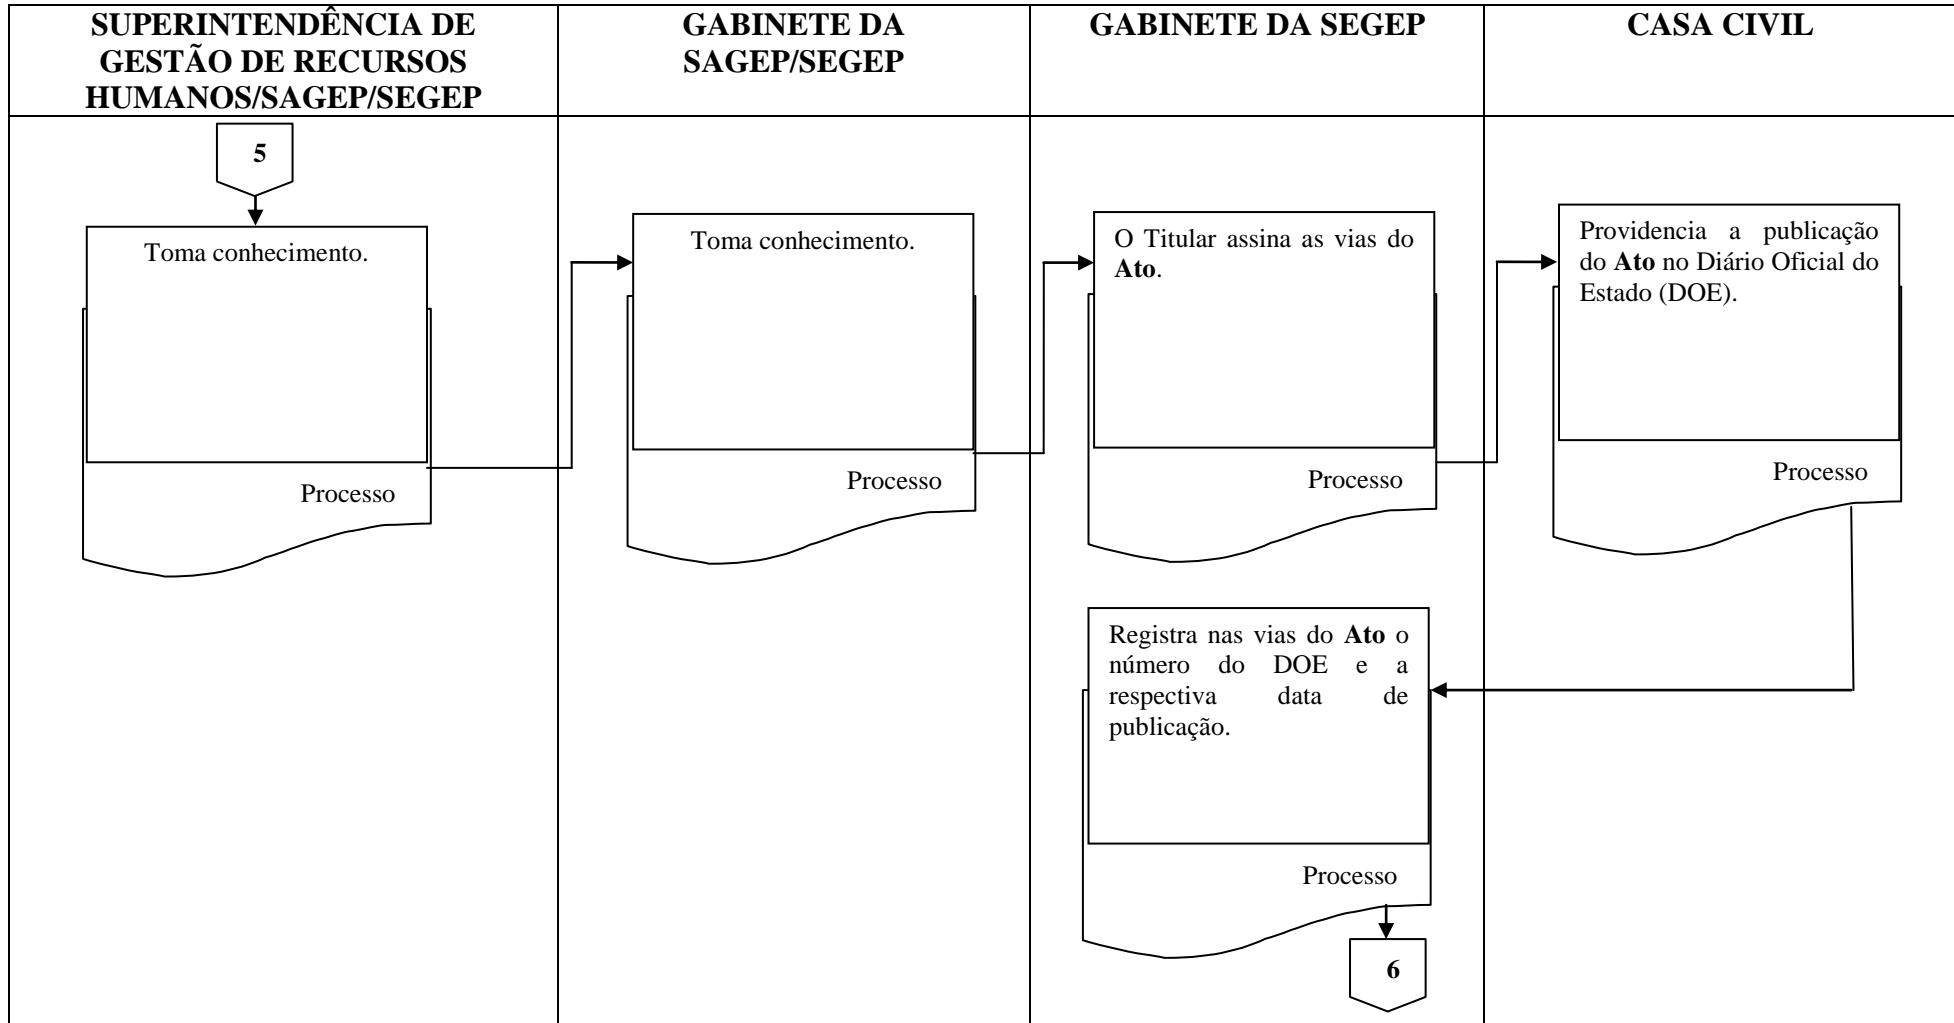 SUPERINTENDÊNCIA DE
GESTÃO DE RECURSOS
HUMANOS/SAGEP/SEGEP
GABINETE DA
SAGEP/SEGEP
GABINETE DA SEGEP
CASA CIVIL
5
Toma conhecimento.
Processo
Toma conhecimento.
Processo
O Titular assina as vias do
Ato.
Processo
Providencia a publicação
do Ato no Diário Oficial do
Estado (DOE).
Processo
Registra nas vias do Ato o
número do DOE e a
respectiva data de
publicação.
Processo
6